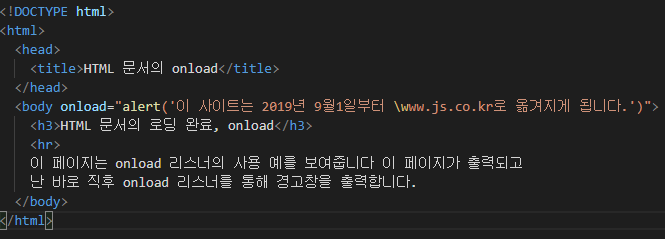 <!DOCTYPE html>
<html>
<head>
<title>HTML 문서의 onload</title>
</head>
<body onload="alert('이 사이트는 2019년 9월1일부터 \www.js.co.kr로 옮겨지게 됩니다.')">
<h3>HTML 문서의 로딩 완료, onload</h3>
<hr>
이 페이지는 onload 리스너의 사용 예를 보여줍니다 이 페이지가 출력되고
난 바로 직후 onload 리스너를 통해 경고창을 출력합니다.
</body>
</html>